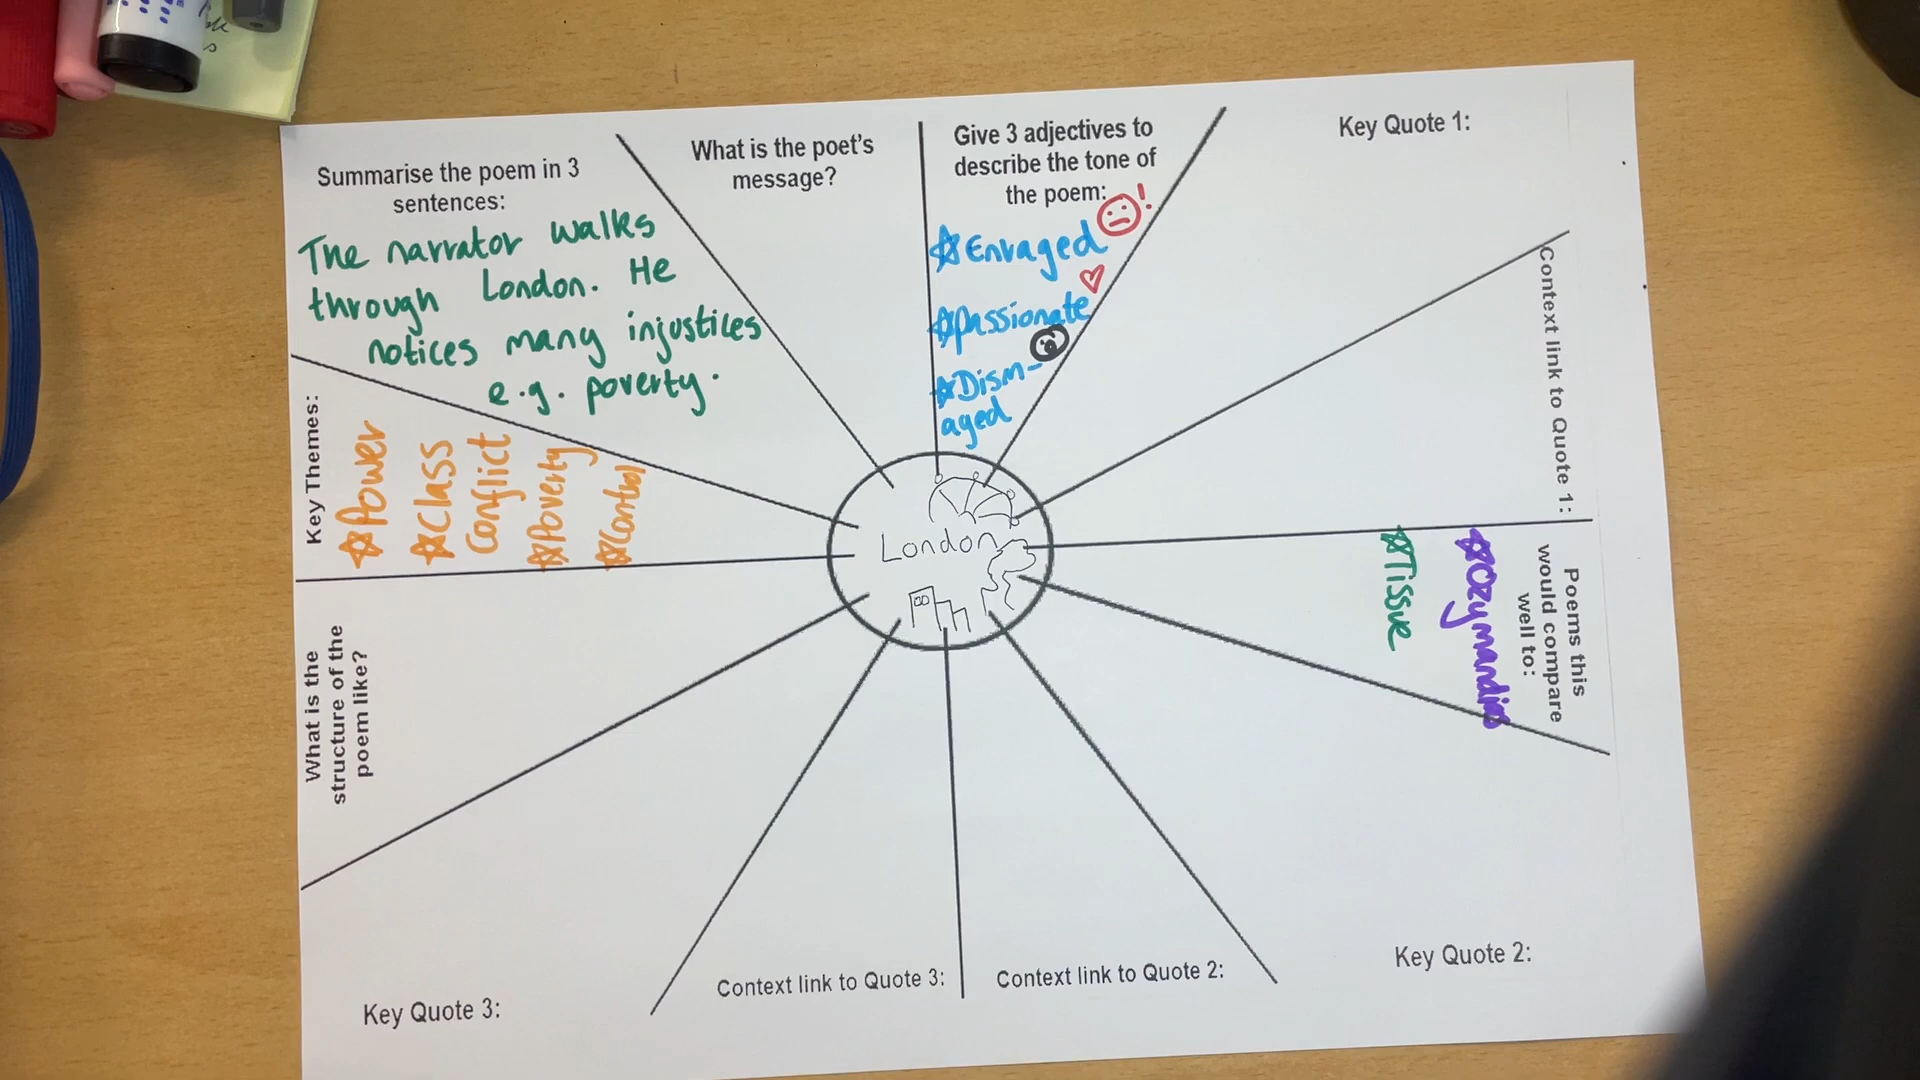 Summarise the poem in 3
sentences:
The narrator walks
through London. He
notices many injustices
e.g. poverty.
What is the poet's
message?
Give 3 adjectives to
describe the tone of
the poem:
Enraged
passionate
Dism-
aged
Key Quote 1:
Context link to Quote 1:
Poems this
would compare
well to:
Ozymandias
Tissue
Key Quote 2:
Context link to Quote 2:
Context link to Quote 3:
Key Quote 3:
What is the
structure of the
poem like?
Key Themes:
Power
Class
Conflict
Poverty
Control
London